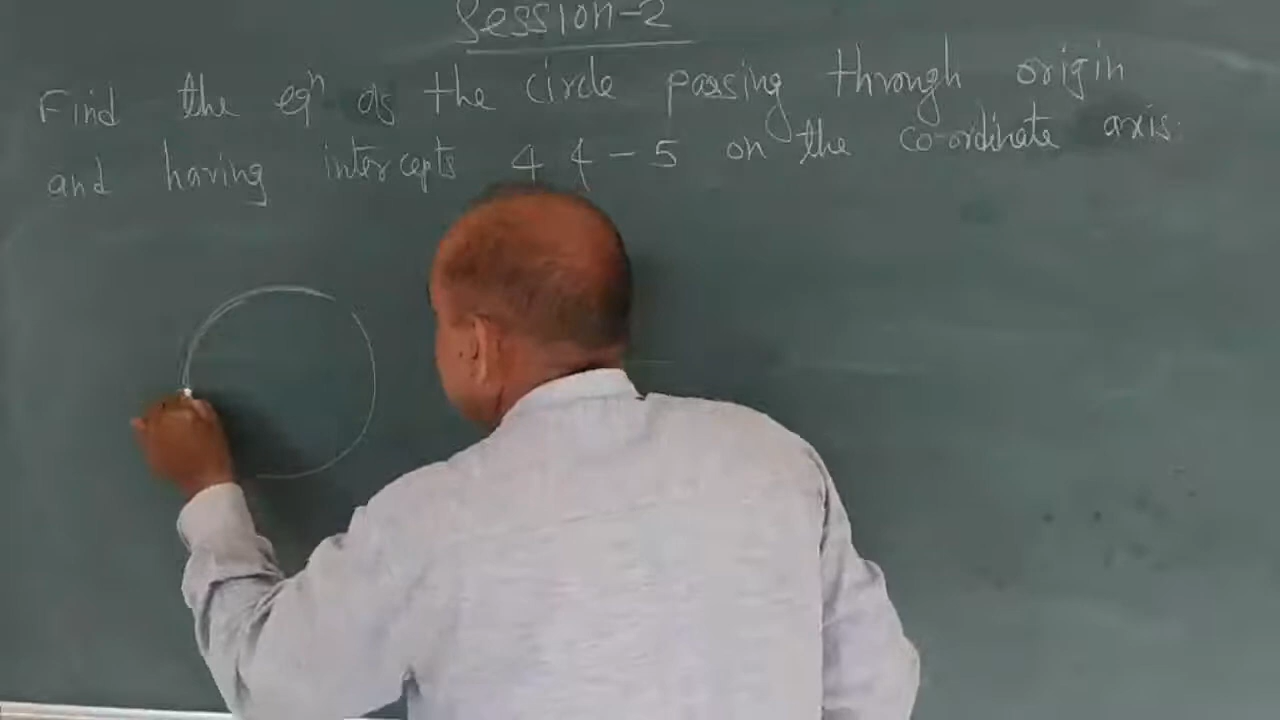 Session-2
Find the eqn of the circle passing through origin
and having intercepts 4 & -5 on the co-ordinate axis.